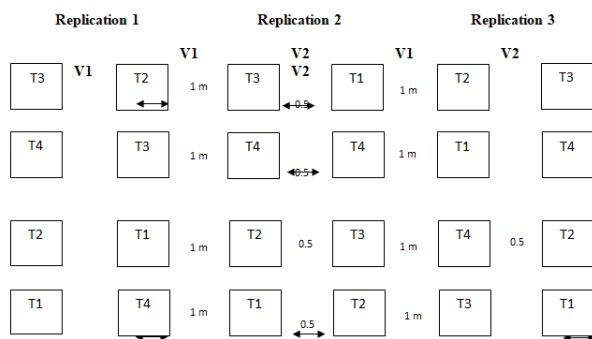 Replication 1 Replication 2 Replication 3
V1 V2 V1 V2
V1 V2
T3 T2 1 m T3 0.5 T1 1 m T2 T3
T4 T3 1 m T4 0.5 T4 1 m T1 T4
T2 T1 1 m T2 0.5 T3 1 m T4 0.5 T2
T1 T4 1 m T1 0.5 T2 1 m T3 T1